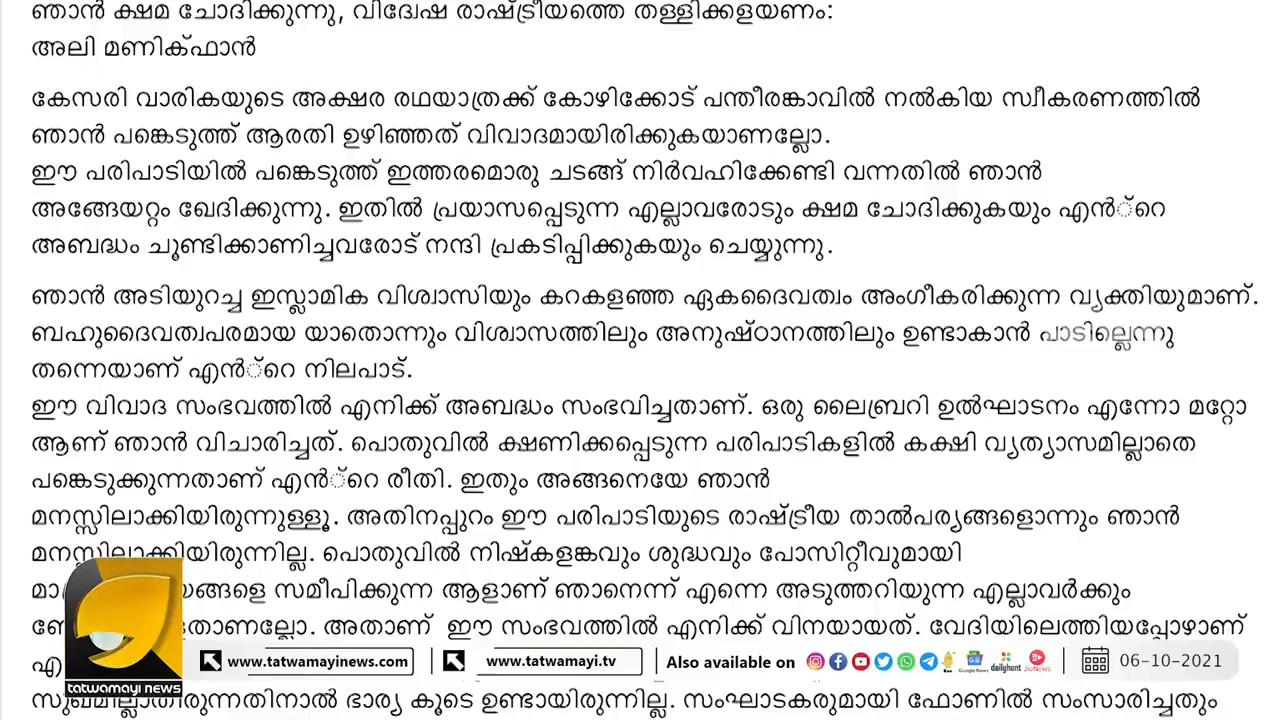 ഞാൻ ക്ഷമ ചോദിക്കുന്നു, വിദ്വേഷ രാഷ്ട്രീയത്തെ തള്ളിക്കളയണം:
അലി മണിക്ഫാൻ
കേസരി വാരികയുടെ അക്ഷര രഥയാത്രക്ക് കോഴിക്കോട് പന്തീരങ്കാവിൽ നൽകിയ സ്വീകരണത്തിൽ
ഞാൻ പങ്കെടുത്ത് ആരതി ഉഴിഞ്ഞത് വിവാദമായിരിക്കുകയാണല്ലോ.
ഈ പരിപാടിയിൽ പങ്കെടുത്ത് ഇത്തരമൊരു ചടങ്ങ് നിർവഹിക്കേണ്ടി വന്നതിൽ ഞാൻ
അങ്ങേയറ്റം ഖേദിക്കുന്നു. ഇതിൽ പ്രയാസപ്പെടുന്ന എല്ലാവരോടും ക്ഷമ ചോദിക്കുകയും എൻ്റെ
അബദ്ധം ചൂണ്ടിക്കാണിച്ചവരോട് നന്ദി പ്രകടിപ്പിക്കുകയും ചെയ്യുന്നു.
ഞാൻ അടിയുറച്ച ഇസ്ലാമിക വിശ്വാസിയും കറകളഞ്ഞ ഏകദൈവത്വം അംഗീകരിക്കുന്ന വ്യക്തിയുമാണ്.
ബഹുദൈവത്വപരമായ യാതൊന്നും വിശ്വാസത്തിലും അനുഷ്ഠാനത്തിലും ഉണ്ടാകാൻ പാടില്ലെന്നു
തന്നെയാണ് എൻ്റെ നിലപാട്.
ഈ വിവാദ സംഭവത്തിൽ എനിക്ക് അബദ്ധം സംഭവിച്ചതാണ്. ഒരു ലൈബ്രറി ഉൽഘാടനം എന്നോ മറ്റോ
ആണ് ഞാൻ വിചാരിച്ചത്. പൊതുവിൽ ക്ഷണിക്കപ്പെടുന്ന പരിപാടികളിൽ കക്ഷി വ്യത്യാസമില്ലാതെ
പങ്കെടുക്കുന്നതാണ് എൻ്റെ രീതി. ഇതും അങ്ങനെയേ ഞാൻ
മനസ്സിലാക്കിയിരുന്നുള്ളൂ. അതിനപ്പുറം ഈ പരിപാടിയുടെ രാഷ്ട്രീയ താൽപര്യങ്ങളൊന്നും ഞാൻ
മനസ്സിലാക്കിയിരുന്നില്ല. പൊതുവിൽ നിഷ്കളങ്കവും ശുദ്ധവും പോസിറ്റീവുമായി
സമീപിക്കുന്ന ആളാണ് ഞാനെന്ന് എന്നെ അടുത്തറിയുന്ന എല്ലാവർക്കും
അതാണ് ഈ സംഭവത്തിൽ എനിക്ക് വിനയായത്. വേദിയിലെത്തിയപ്പോഴാണ്
www.tatwamayinews.com www.tatwamayi.tv Also available on Google News dailyhunt JioNews 06-10-2021
tatwamayi news
സുഖമില്ലാതിരുന്നതിനാൽ ഭാര്യ കൂടെ ഉണ്ടായിരുന്നില്ല. സംഘാടകരുമായി ഫോണിൽ സംസാരിച്ചതും